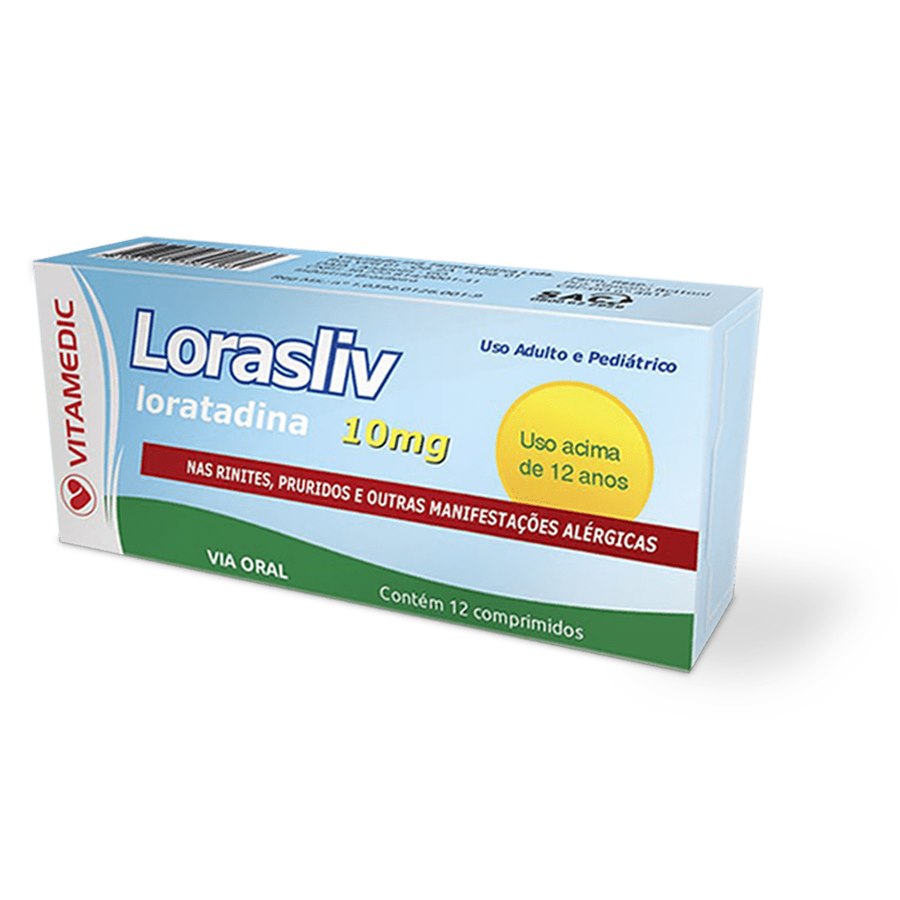 VITAMEDIC
Lorasliv
loratadina 10mg
Uso Adulto e Pediátrico
Uso acima
de 12 anos
NAS RINITES, PRURIDOS E OUTRAS MANIFESTAÇÕES ALÉRGICAS
VIA ORAL
Contém 12 comprimidos
SAC